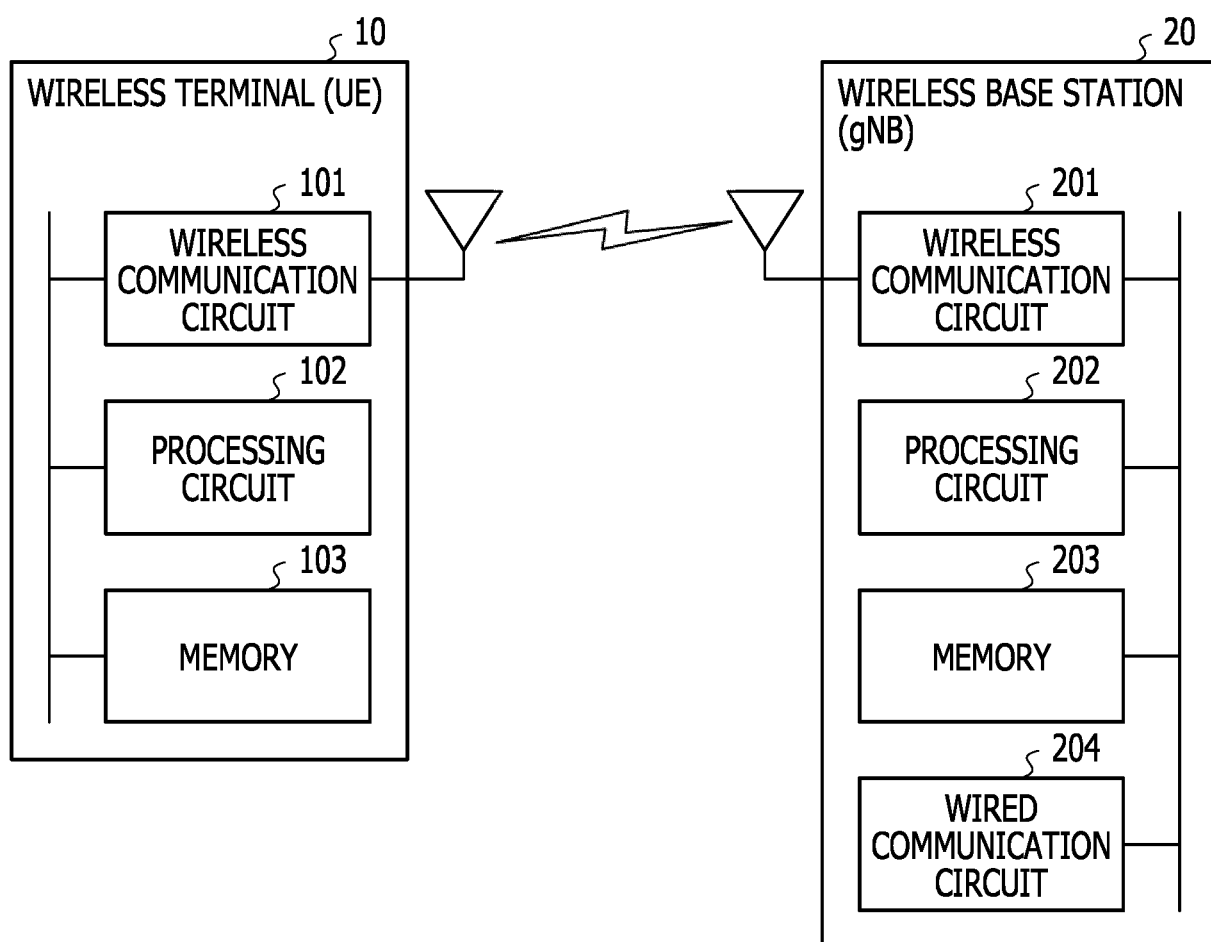 10
WIRELESS TERMINAL (UE)
101
WIRELESS
COMMUNICATION
CIRCUIT
102
PROCESSING
CIRCUIT
103
MEMORY
20
WIRELESS BASE STATION
(gNB)
201
WIRELESS
COMMUNICATION
CIRCUIT
202
PROCESSING
CIRCUIT
203
MEMORY
204
WIRED
COMMUNICATION
CIRCUIT